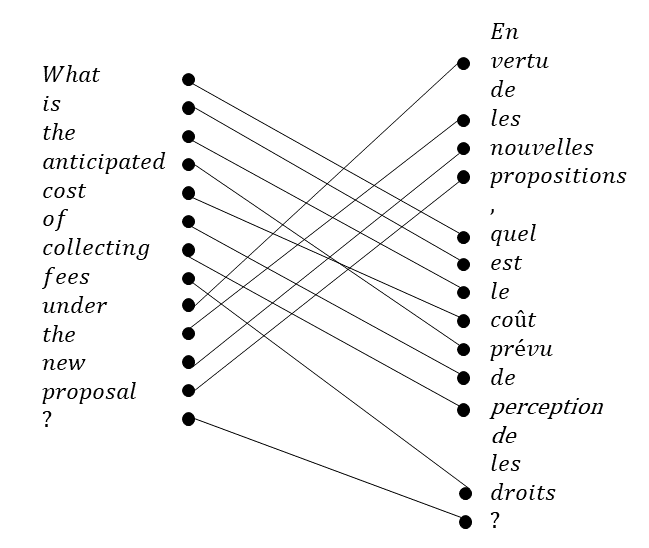 What
is
the
anticipated
cost
of
collecting
fees
under
the
new
proposal
?
En
vertu
de
les
nouvelles
propositions
,
quel
est
le
coût
prévu
de
perception
de
les
droits
?